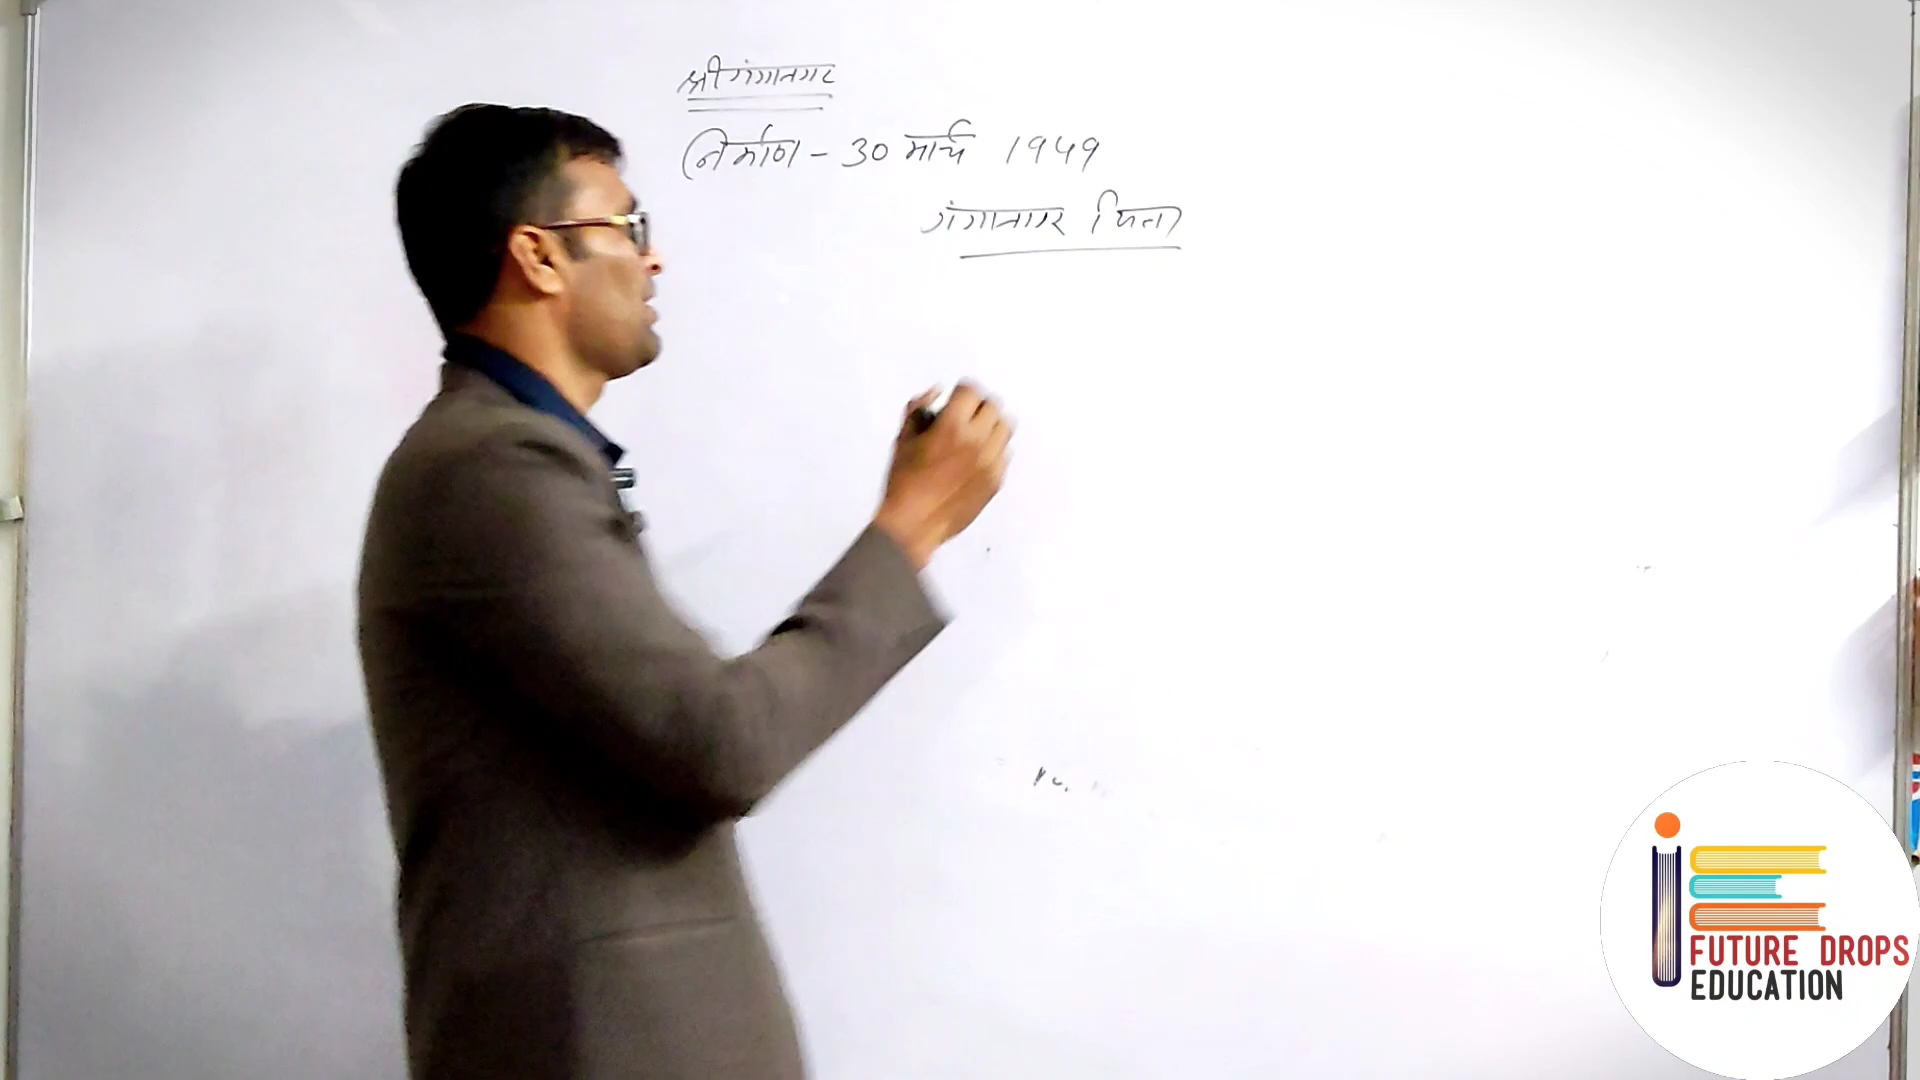 श्री गंगानगर
निर्माण - 30 मार्च 1949
गंगानगर जिला
FUTURE DROPS
EDUCATION